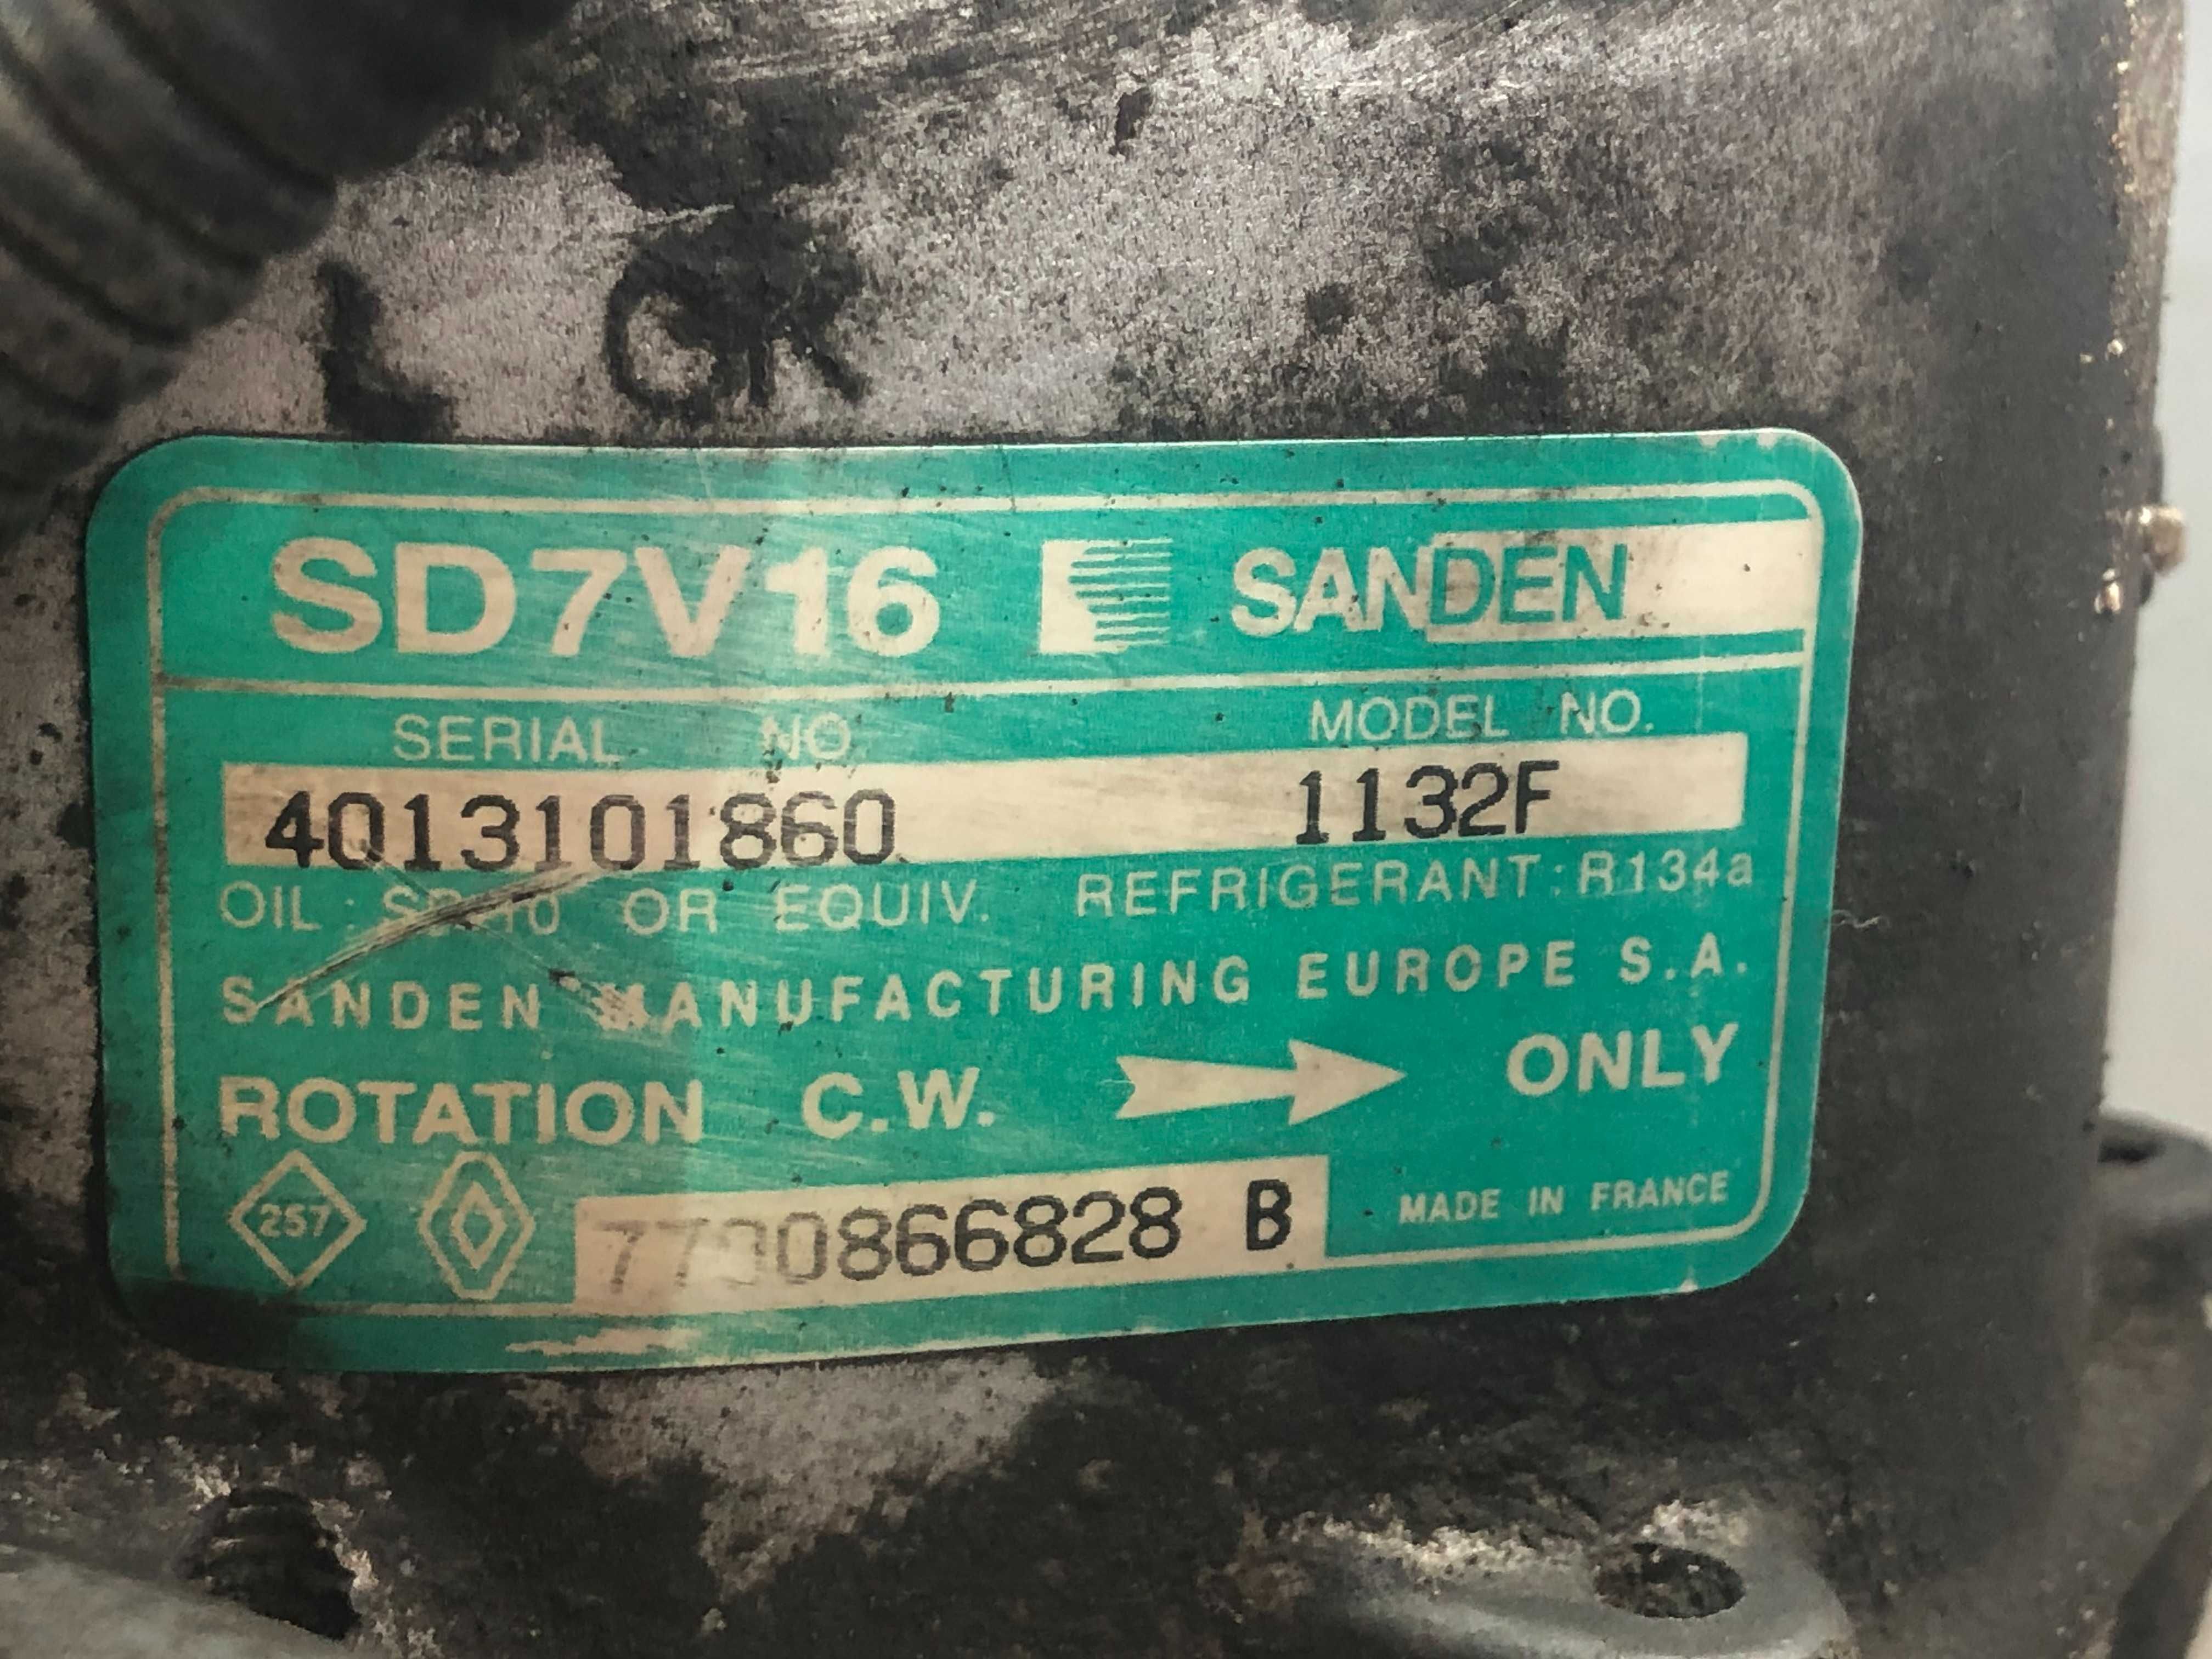 L OK
SD7V16 SANDEN
SERIAL NO. MODEL NO.
4013101860 1132F
OIL : OR EQUIV. REFRIGERANT : R134a
SANDEN MANUFACTURING EUROPE S.A.
ROTATION C.W. ONLY
257 7700866828 B MADE IN FRANCE